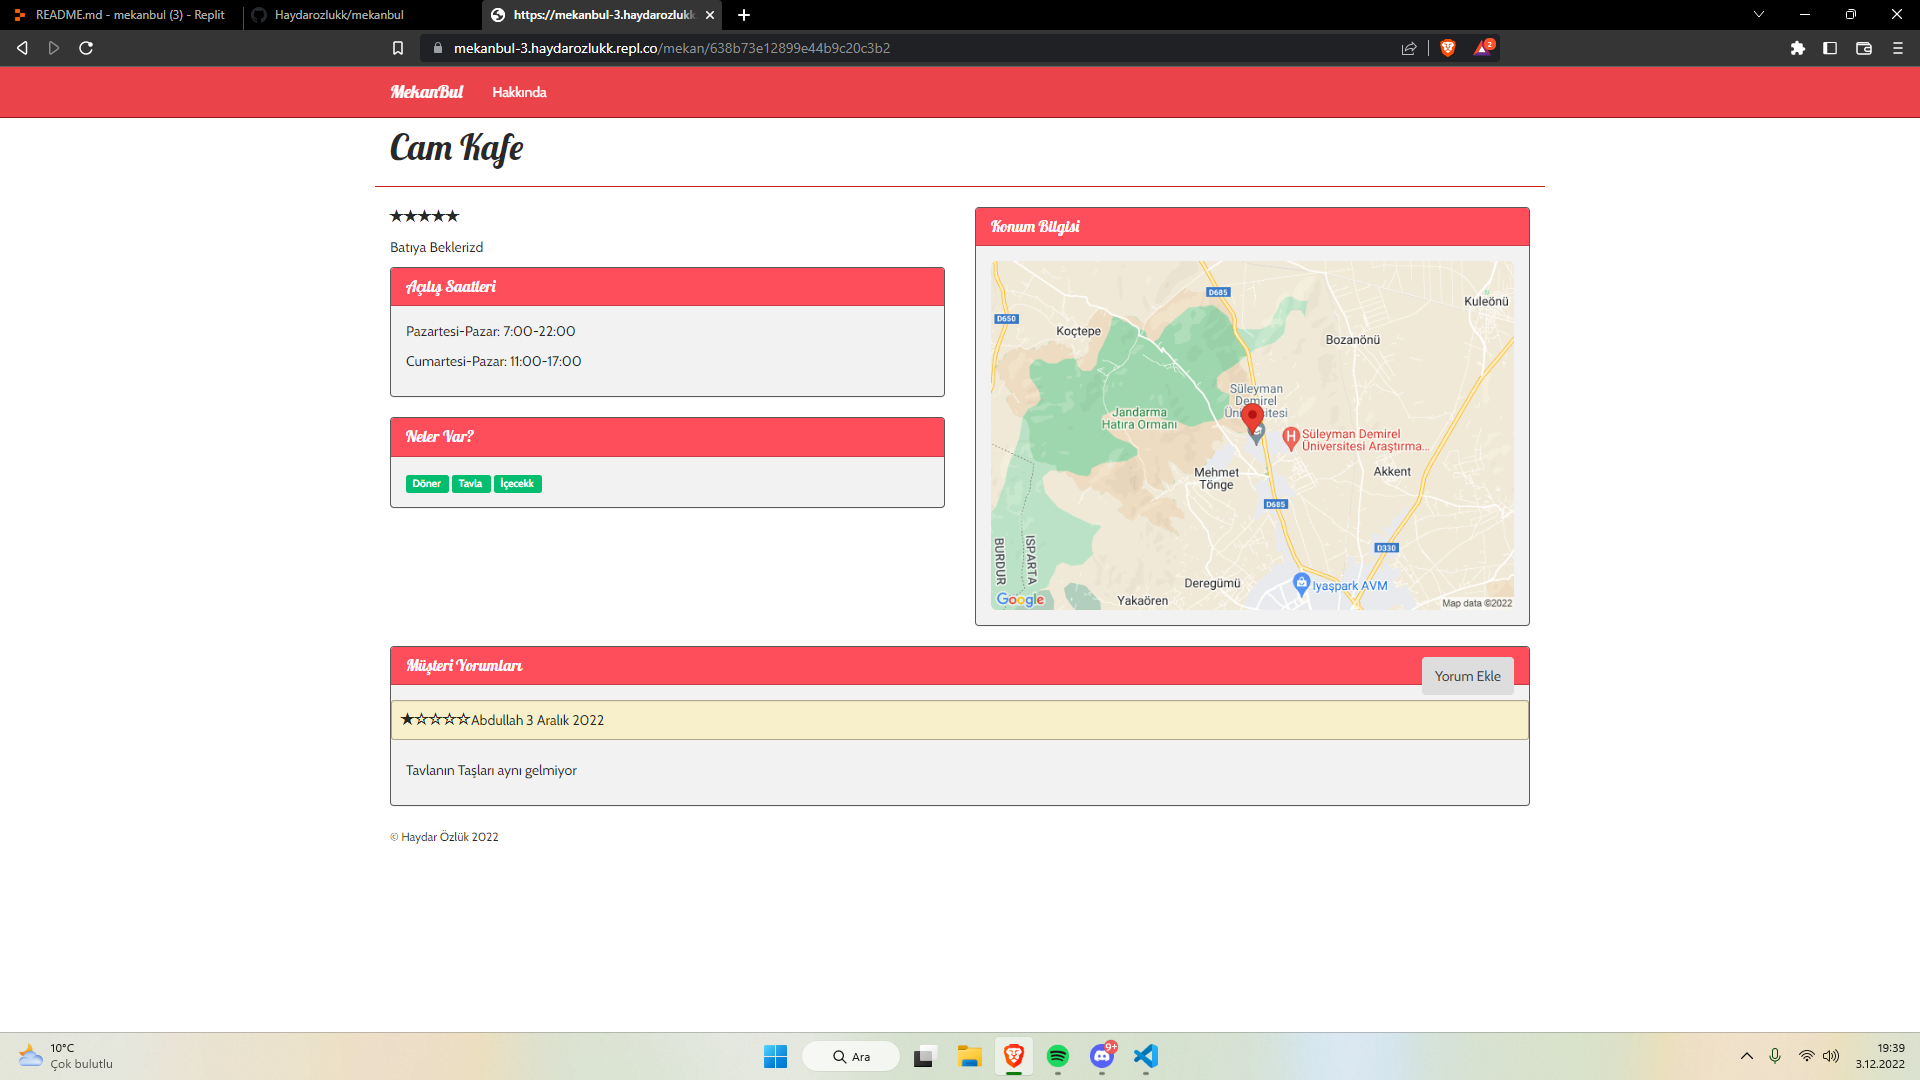 README.md - mekanbul (3) - Replit
Haydarozlukk/mekanbul
https://mekanbul-3.haydarozlukk
mekanbul-3.haydarozlukk.repl.co/mekan/638b73e12899e44b9c20c3b2
2
MekanBul
Hakkında
Cam Kafe
★★★★★
Batıya Beklerizd
Açılış Saatleri
Pazartesi-Pazar: 7:00-22:00
Cumartesi-Pazar: 11:00-17:00
Neler Var?
Döner Tavla İçecekk
Konum Bilgisi
D685
Kuleönü
D650
Koçtepe
Bozanönü
Süleyman
Demirel
Üniversitesi
Jandarma
Hatıra Ormanı
H
Süleyman Demirel
Üniversitesi Araştırma...
Mehmet
Tönge
Akkent
D685
BURDUR
ISPARTA
D330
Deregümü
Iyaşpark AVM
Google
Yakaören
Map data ©2022
Müşteri Yorumları
Yorum Ekle
★☆☆☆☆Abdullah 3 Aralık 2022
Tavlanın Taşları aynı gelmiyor
© Haydar Özlük 2022
10°C
Çok bulutlu
Ara
9+
19:39
3.12.2022